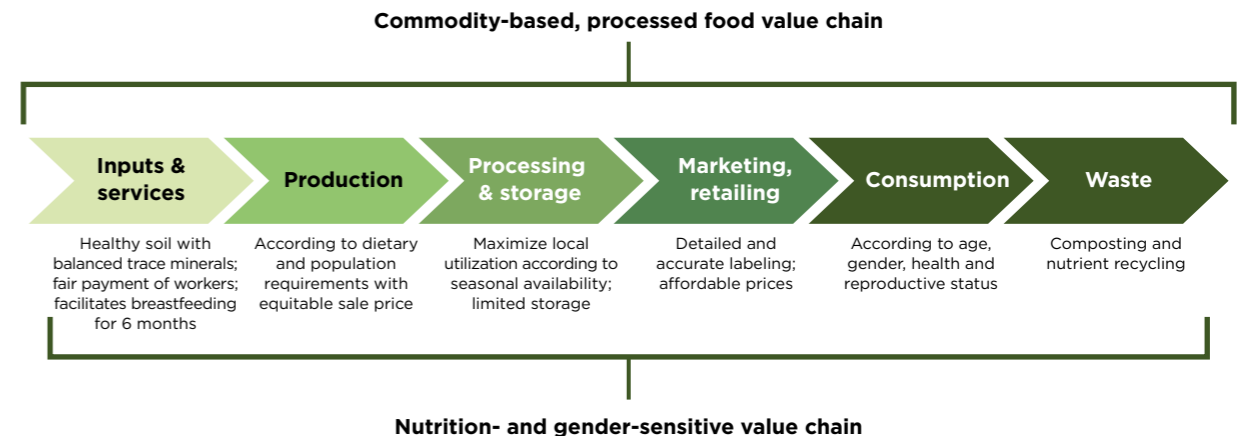 Commodity-based, processed food value chain
Inputs &
services
Production
Processing
& storage
Marketing,
retailing
Consumption
Waste
Healthy soil with
balanced trace minerals;
fair payment of workers;
facilitates breastfeeding
for 6 months
According to dietary
and population
requirements with
equitable sale price
Maximize local
utilization according to
seasonal availability;
limited storage
Detailed and
accurate labeling;
affordable prices
According to age,
gender, health and
reproductive status
Composting and
nutrient recycling
Nutrition- and gender-sensitive value chain